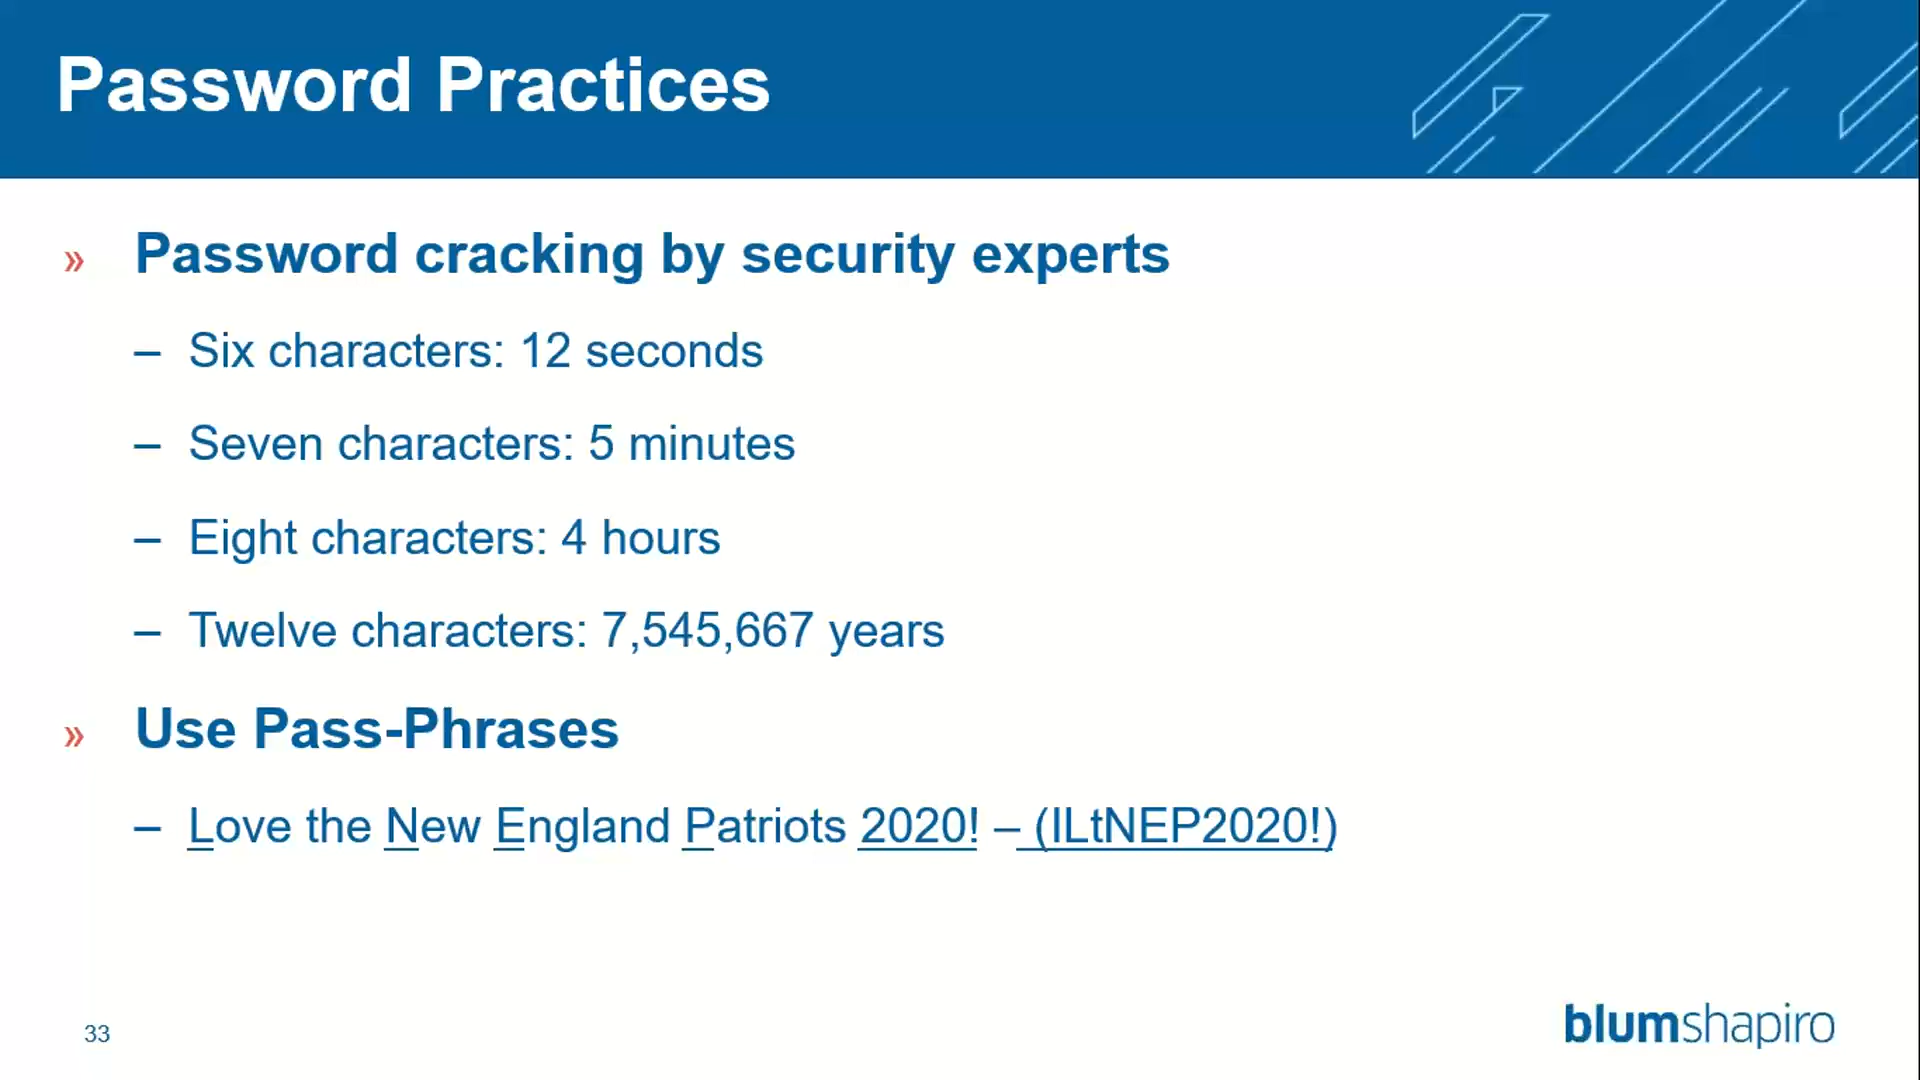 Password Practices
» Password cracking by security experts
– Six characters: 12 seconds
– Seven characters: 5 minutes
– Eight characters: 4 hours
– Twelve characters: 7,545,667 years
» Use Pass-Phrases
– Love the New England Patriots 2020! – (ILtNEP2020!)
33
blumshapiro